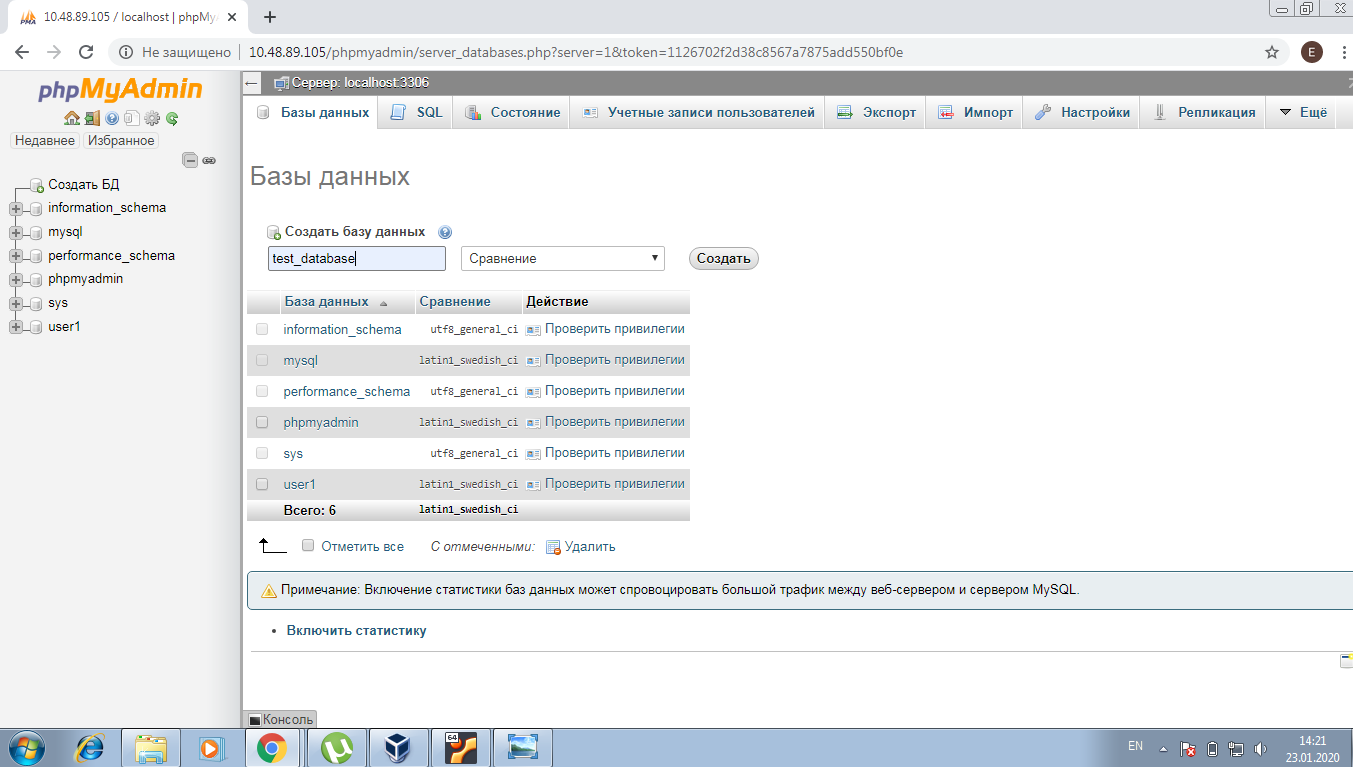 10.48.89.105 / localhost | phpMy
Не защищено
10.48.89.105/phpmyadmin/server_databases.php?server=1&token=1126702f2d38c8567a7875add550bf0e
E
phpMyAdmin
Недавнее Избранное
Создать БД
information_schema
mysql
performance_schema
phpmyadmin
sys
user1
Сервер: localhost:3306
Базы данных SQL Состояние Учетные записи пользователей Экспорт Импорт Настройки Репликация Ещё
Базы данных
Создать базу данных
test_database Сравнение Создать
База данных Сравнение Действие
information_schema utf8_general_ci Проверить привилегии
mysql latin1_swedish_ci Проверить привилегии
performance_schema utf8_general_ci Проверить привилегии
phpmyadmin latin1_swedish_ci Проверить привилегии
sys utf8_general_ci Проверить привилегии
user1 latin1_swedish_ci Проверить привилегии
Всего: 6 latin1_swedish_ci
Отметить все С отмеченными: Удалить
Примечание: Включение статистики баз данных может спровоцировать большой трафик между веб-сервером и сервером MySQL.
Включить статистику
Консоль
64
EN
14:21
23.01.2020